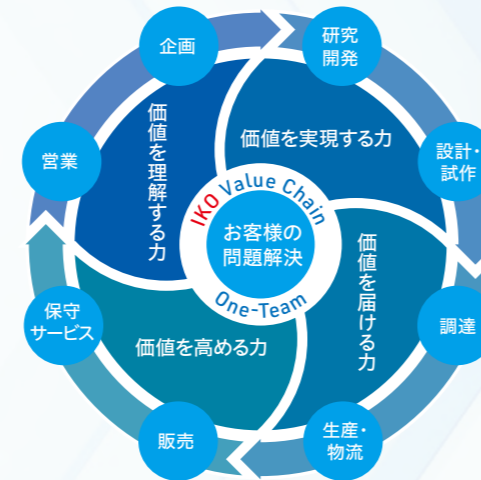 企画
研究
開発
設計・
試作
調達
生産・
物流
販売
保守
サービス
営業
価値を理解する力
価値を実現する力
価値を届ける力
価値を高める力
IKO Value Chain
お客様の
問題解決
One-Team